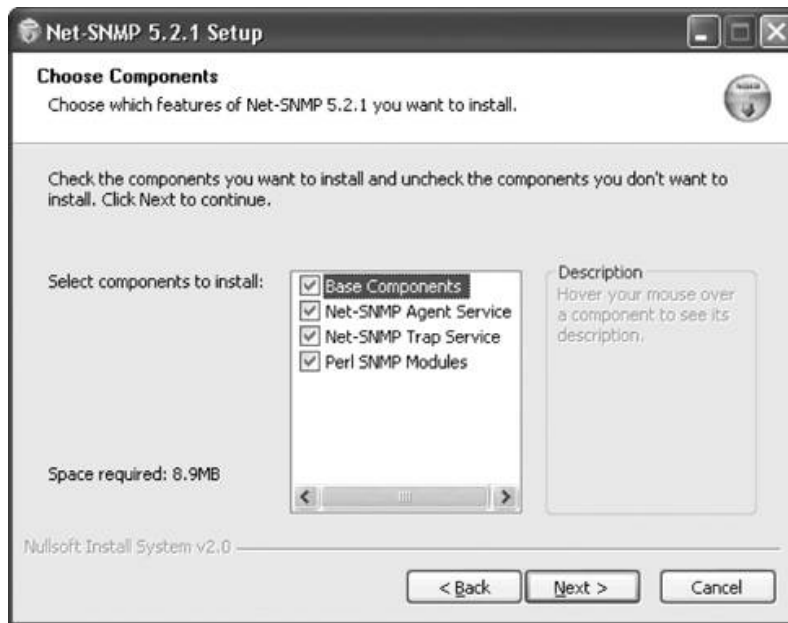 Net-SNMP 5.2.1 Setup
Choose Components
Choose which features of Net-SNMP 5.2.1 you want to install.
Check the components you want to install and uncheck the components you don't want to
install. Click Next to continue.
Select components to install:
Base Components
Net-SNMP Agent Service
Net-SNMP Trap Service
Perl SNMP Modules
Description
Hover your mouse over
a component to see its
description.
Space required: 8.9MB
Nullsoft Install System v2.0
< Back
Next >
Cancel